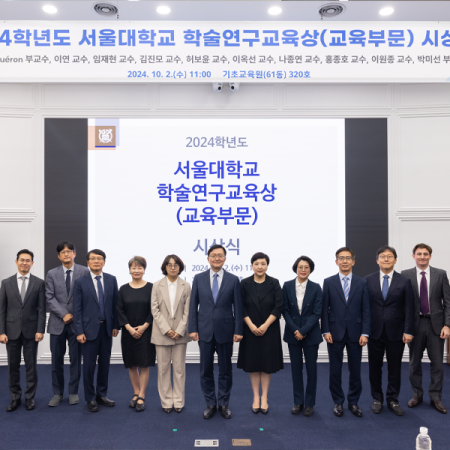 4학년도 서울대학교 학술연구교육상(교육부문) 시상
uéron 부교수, 이연 교수, 임재현 교수, 김진모 교수, 허보윤 교수, 이옥선 교수, 나종연 교수, 홍종호 교수, 이원종 교수, 박미선 부
2024. 10. 2.(수) 11:00 기초교육원(61동) 320호
2024학년도
서울대학교
학술연구교육상
(교육부문)
시상식
2024. 2.(수) 11